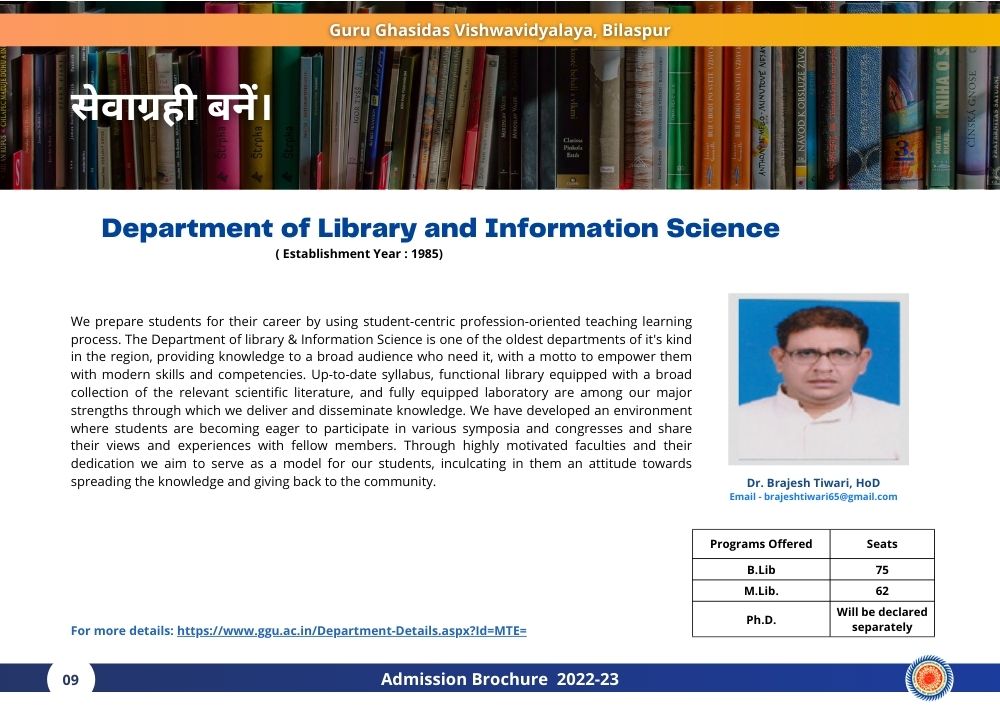 Guru Ghasidas Vishwavidyalaya, Bilaspur
सेवाग्रही बनें।
Strpka
Strpka
Clarissa
Pinkola
Estés
KNIHA O
Department of Library and Information Science
( Establishment Year : 1985)
We prepare students for their career by using student-centric profession-oriented teaching learning
process. The Department of library & Information Science is one of the oldest departments of it's kind
in the region, providing knowledge to a broad audience who need it, with a motto to empower them
with modern skills and competencies. Up-to-date syllabus, functional library equipped with a broad
collection of the relevant scientific literature, and fully equipped laboratory are among our major
strengths through which we deliver and disseminate knowledge. We have developed an environment
where students are becoming eager to participate in various symposia and congresses and share
their views and experiences with fellow members. Through highly motivated faculties and their
dedication we aim to serve as a model for our students, inculcating in them an attitude towards
spreading the knowledge and giving back to the community.
Dr. Brajesh Tiwari, HoD
Email - brajeshtiwari65@gmail.com
Programs Offered Seats
B.Lib 75
M.Lib. 62
Ph.D. Will be declared
separately
For more details: https://www.ggu.ac.in/Department-Details.aspx?Id=MTE=
09
Admission Brochure 2022-23